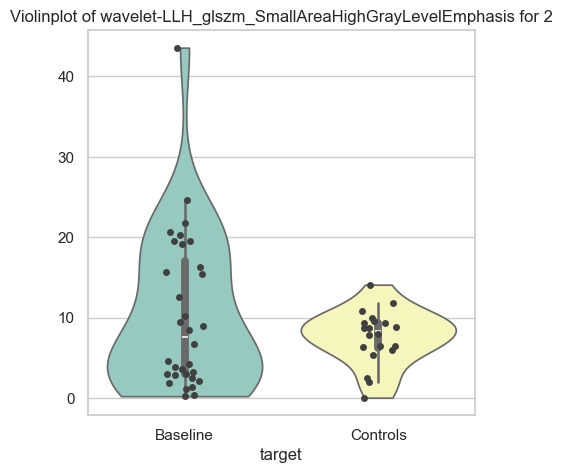 Violinplot of wavelet-LLH_glszm_SmallAreaHighGrayLevelEmphasis for 2
40
30
20
10
0
Baseline
Controls
target